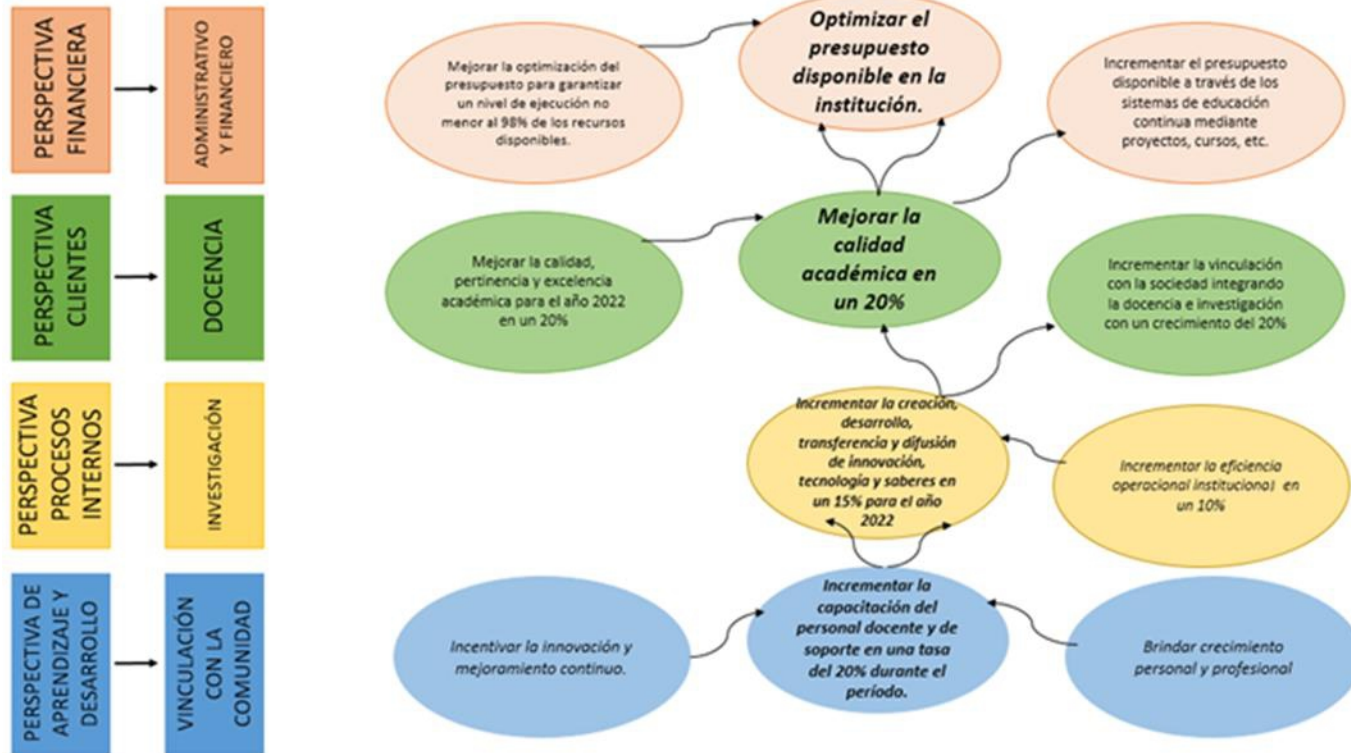 PERSPECTIVA
FINANCIERA
ADMINISTRATIVO
Y FINANCIERO
Mejorar la optimización del
presupuesto para garantizar
un nivel de ejecución no
menor al 98% de los recursos
disponibles.
Optimizar el
presupuesto
disponible en la
institución.
Incrementar el presupuesto
disponible a través de los
sistemas de educación
continua mediante
proyectos, cursos, etc.
PERSPECTIVA
CLIENTES
DOCENCIA
Mejorar la calidad,
pertinencia y excelencia
académica para el año 2022
en un 20%
Mejorar la
calidad
académica en
un 20%
Incrementar la vinculación
con la sociedad integrando
la docencia e investigación
con un crecimiento del 20%
PERSPECTIVA
PROCESOS
INTERNOS
INVESTIGACIÓN
Incrementar la creación,
desarrollo,
transferencia y difusión
de innovación,
tecnología y saberes en
un 15% para el año
2022
Incrementar la eficiencia
operacional institucional en
un 10%
PERSPECTIVA DE
APRENDIZAJE Y
DESARROLLO
VINCULACIÓN
CON LA
COMUNIDAD
Incentivar la innovación y
mejoramiento continuo.
Incrementar la
capacitación del
personal docente y de
soporte en una tasa
del 20% durante el
período.
Brindar crecimiento
personal y profesional